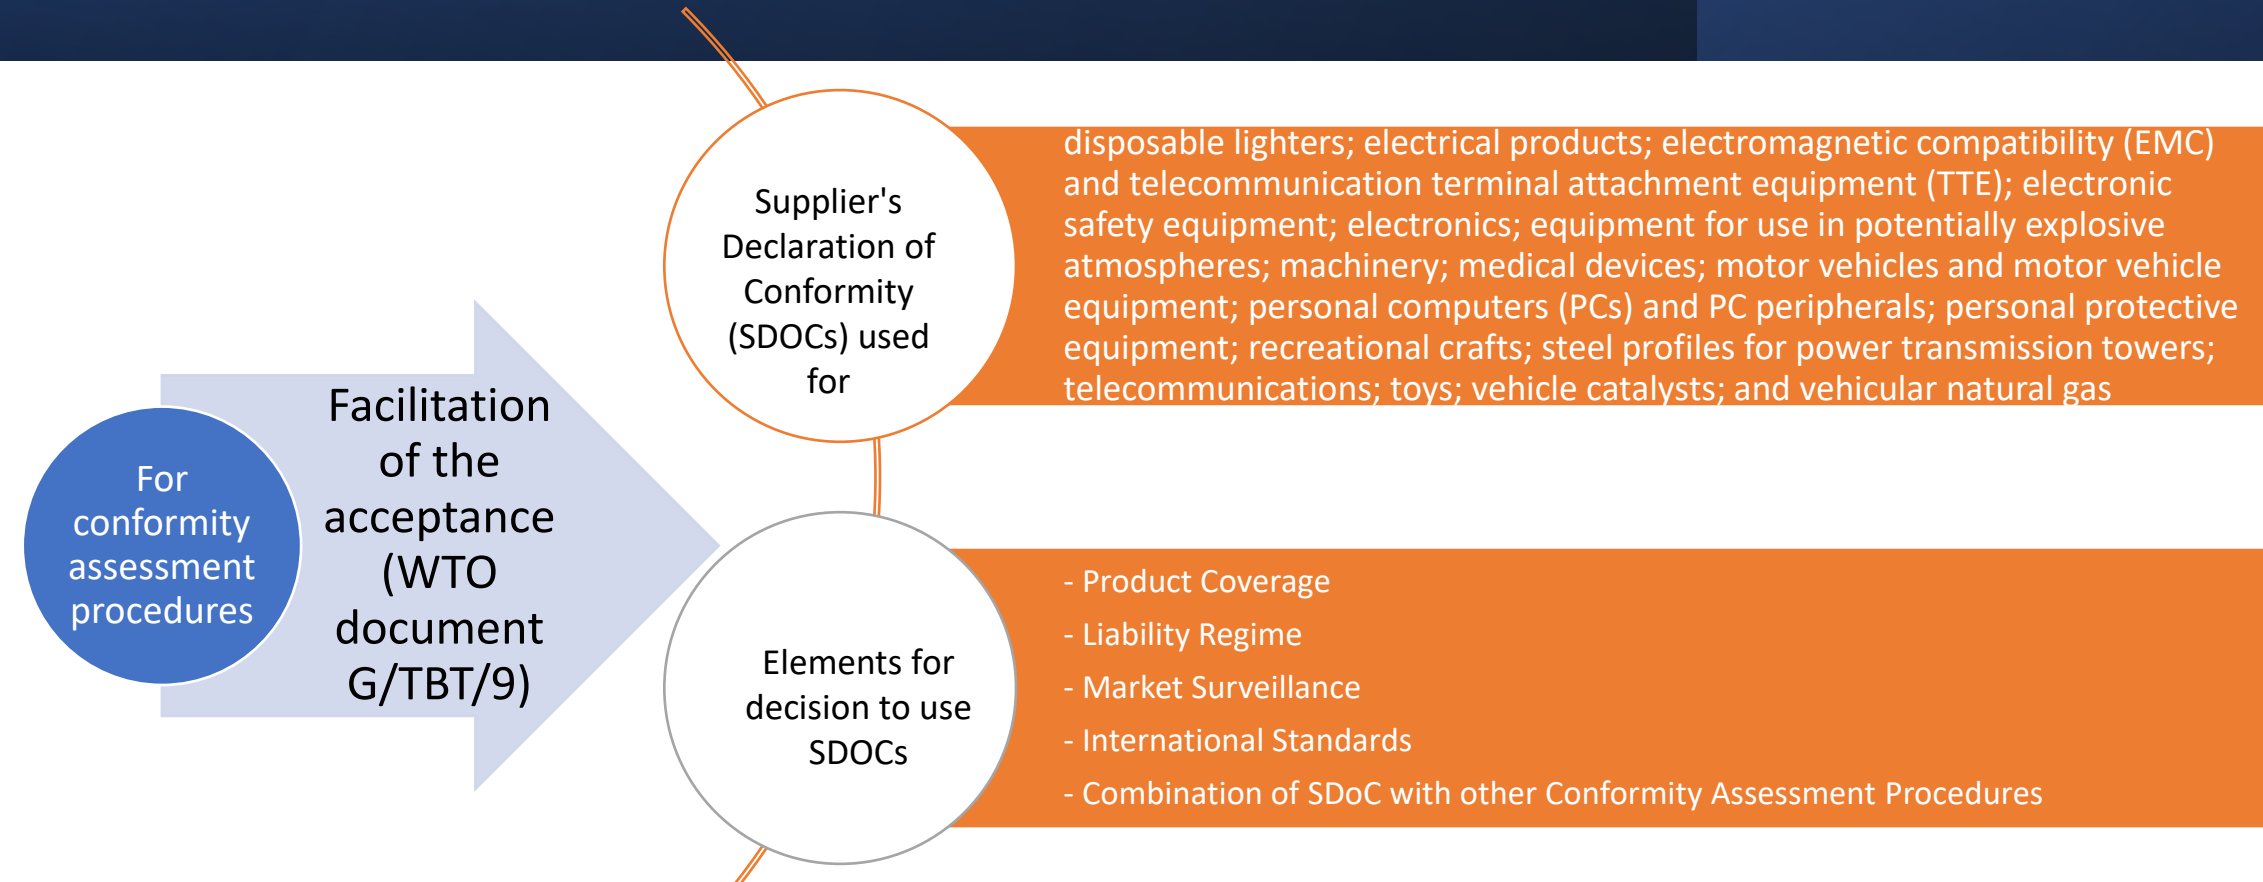 For
conformity
assessment
procedures
Facilitation
of the
acceptance
(WTO
document
G/TBT/9)
Supplier's
Declaration of
Conformity
(SDOCs) used
for
disposable lighters; electrical products; electromagnetic compatibility (EMC)
and telecommunication terminal attachment equipment (TTE); electronic
safety equipment; electronics; equipment for use in potentially explosive
atmospheres; machinery; medical devices; motor vehicles and motor vehicle
equipment; personal computers (PCs) and PC peripherals; personal protective
equipment; recreational crafts; steel profiles for power transmission towers;
telecommunications; toys; vehicle catalysts; and vehicular natural gas
Elements for
decision to use
SDOCs
- Product Coverage
- Liability Regime
- Market Surveillance
- International Standards
- Combination of SDoC with other Conformity Assessment Procedures